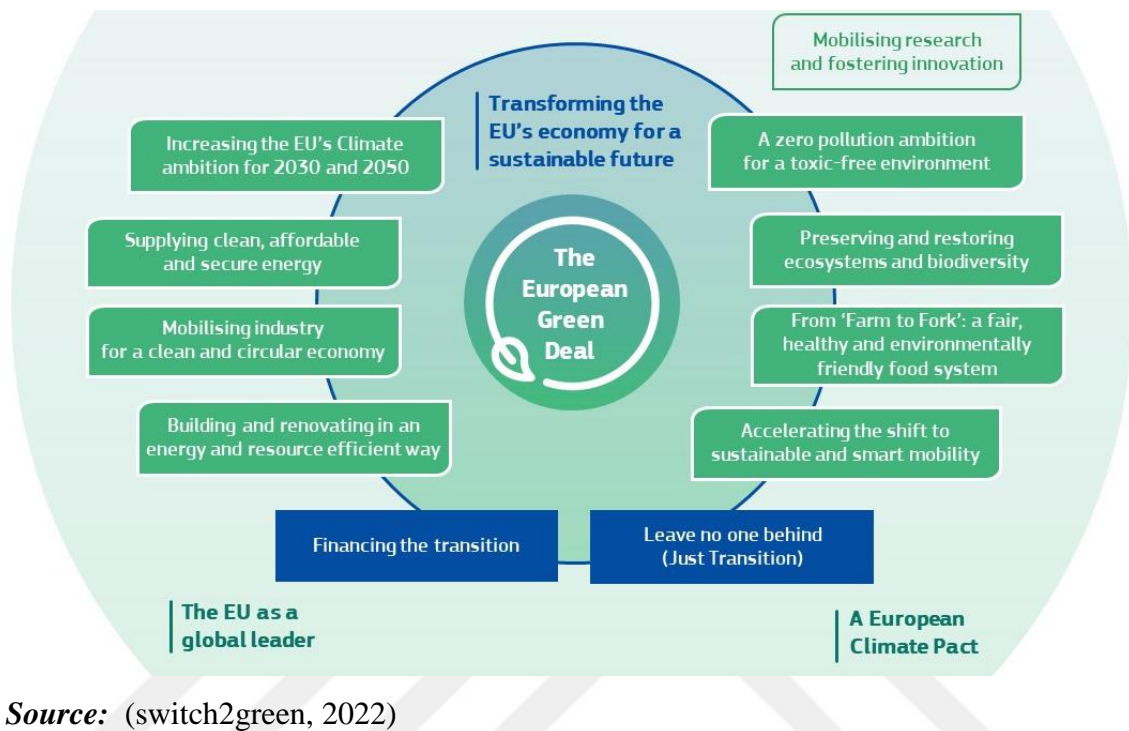 Mobilising research
and fostering innovation
Transforming the
EU's economy for a
sustainable future
Increasing the EU's Climate
ambition for 2030 and 2050
A zero pollution ambition
for a toxic-free environment
Supplying clean, affordable
and secure energy
Preserving and restoring
ecosystems and biodiversity
The
European
Green
Deal
Mobilising industry
for a clean and circular economy
From ‘Farm to Fork’: a fair,
healthy and environmentally
friendly food system
Building and renovating in an
energy and resource efficient way
Accelerating the shift to
sustainable and smart mobility
Financing the transition
Leave no one behind
(Just Transition)
The EU as a
global leader
A European
Climate Pact
Source: (switch2green, 2022)